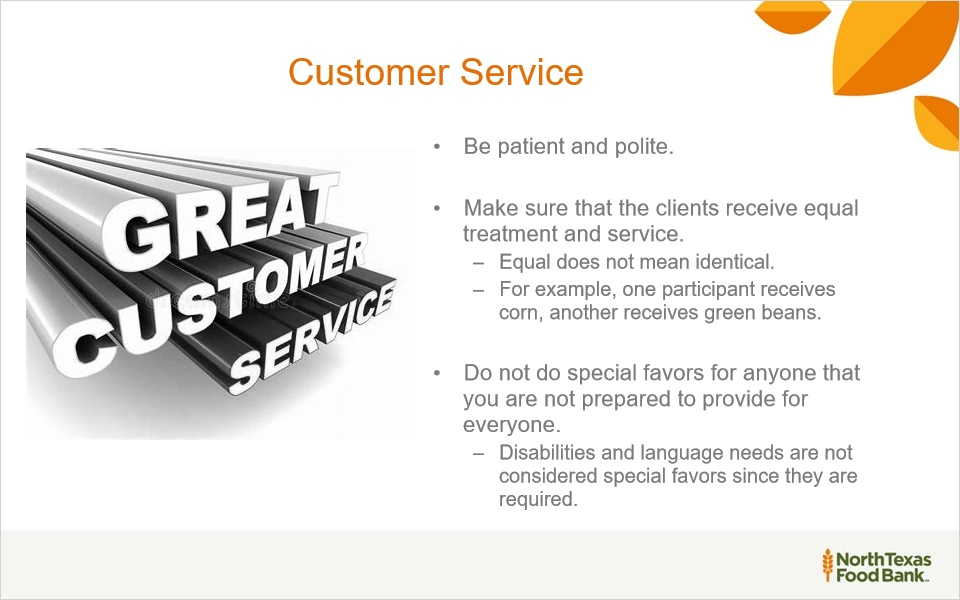 Customer Service
GREAT
CUSTOMER
SERVICE
• Be patient and polite.
• Make sure that the clients receive equal
treatment and service.
– Equal does not mean identical.
– For example, one participant receives
corn, another receives green beans.
• Do not do special favors for anyone that
you are not prepared to provide for
everyone.
– Disabilities and language needs are not
considered special favors since they are
required.
NorthTexas
Food Bank